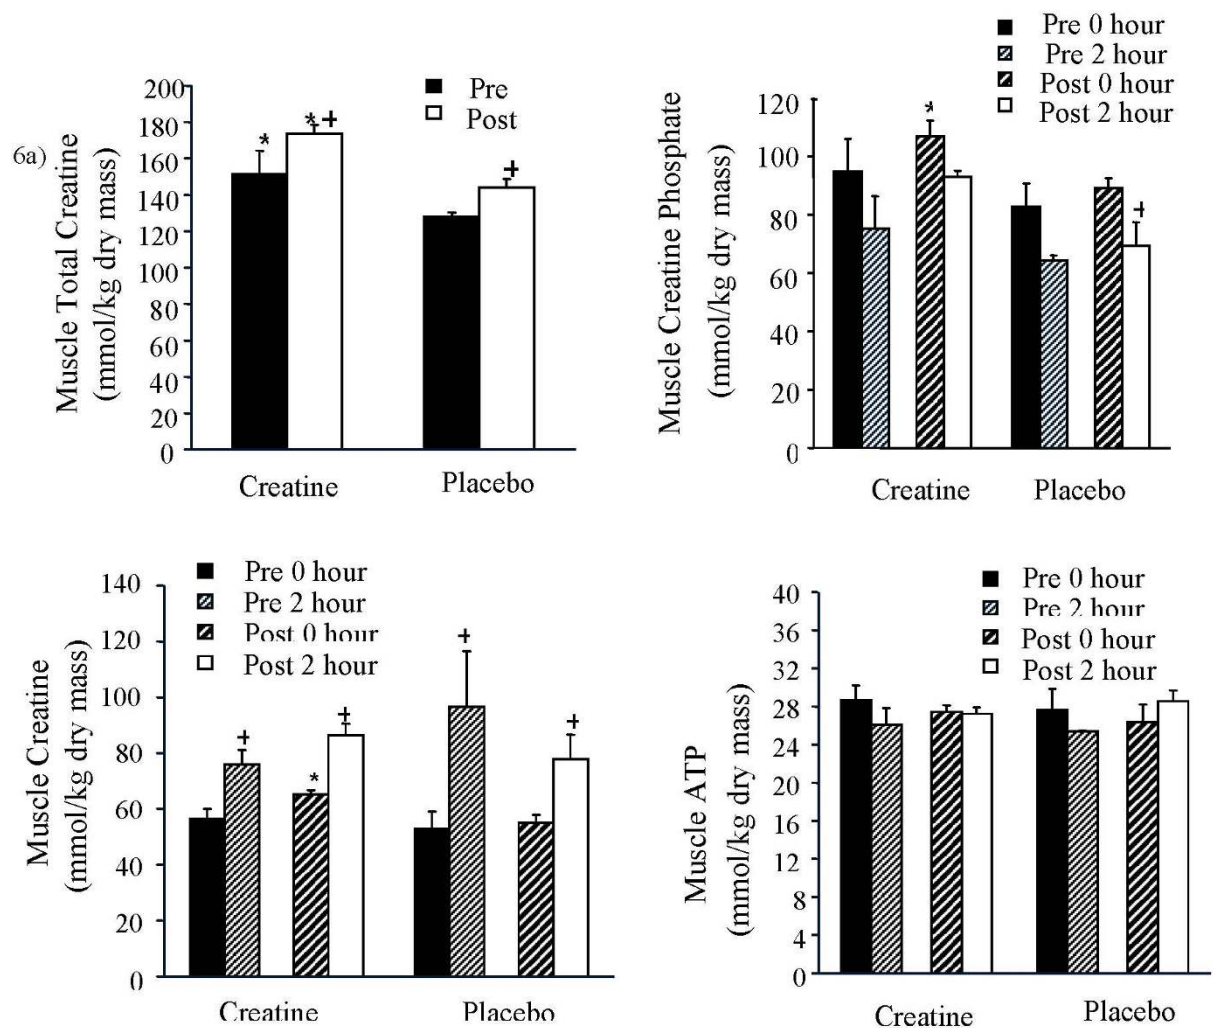 6a)
Muscle Total Creatine
(mmol/kg dry mass)
200
180
160
140
120
100
80
60
40
20
0
Pre
Post
*
*+
+
Creatine
Placebo
Muscle Creatine Phosphate
(mmol/kg dry mass)
120
100
80
60
40
20
0
Pre 0 hour
Pre 2 hour
Post 0 hour
Post 2 hour
*
+
Creatine
Placebo
Muscle Creatine
(mmol/kg dry mass)
140
120
100
80
60
40
20
0
Pre 0 hour
Pre 2 hour
Post 0 hour
Post 2 hour
+
*
+
+
+
Creatine
Placebo
Muscle ATP
(mmol/kg dry mass)
40
36
32
28
24
20
16
12
8
4
0
Pre 0 hour
Pre 2 hour
Post 0 hour
Post 2 hour
Creatine
Placebo